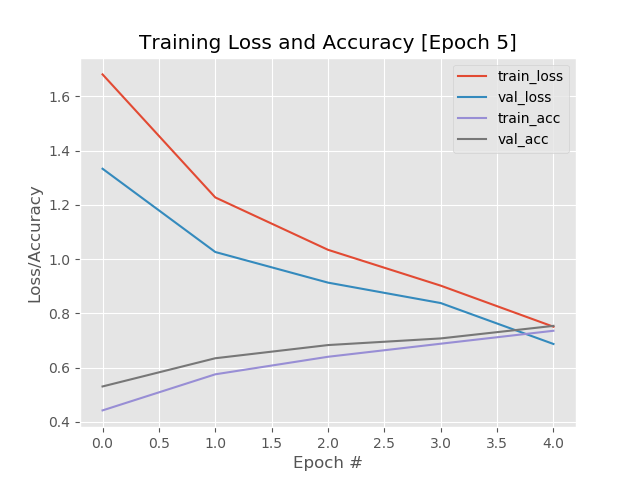 Training Loss and Accuracy [Epoch 5]
train_loss
val_loss
train_acc
val_acc
1.6
1.4
1.2
1.0
0.8
0.6
0.4
Loss/Accuracy
0.0 0.5 1.0 1.5 2.0 2.5 3.0 3.5 4.0
Epoch #